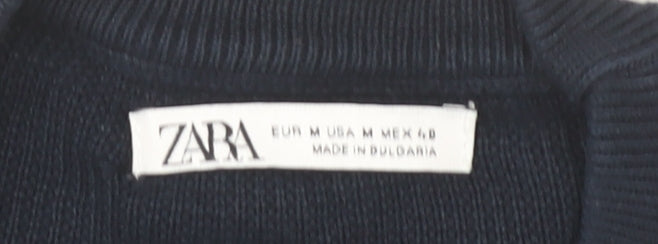 ZARA
EUR M USA M MEX 40
MADE IN BULGARIA